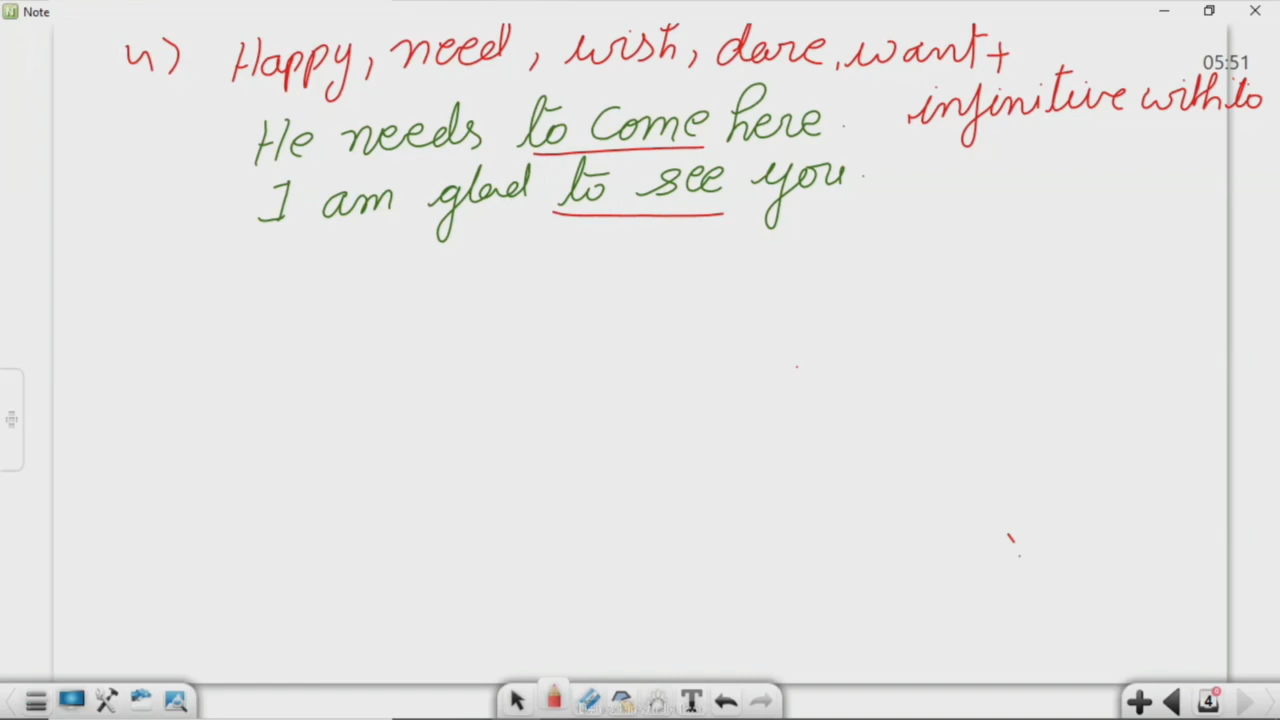 Note
05:51
4) Happy, need, wish, dare, want +
infinitive with to
He needs to come here.
I am glad to see you.
T
4